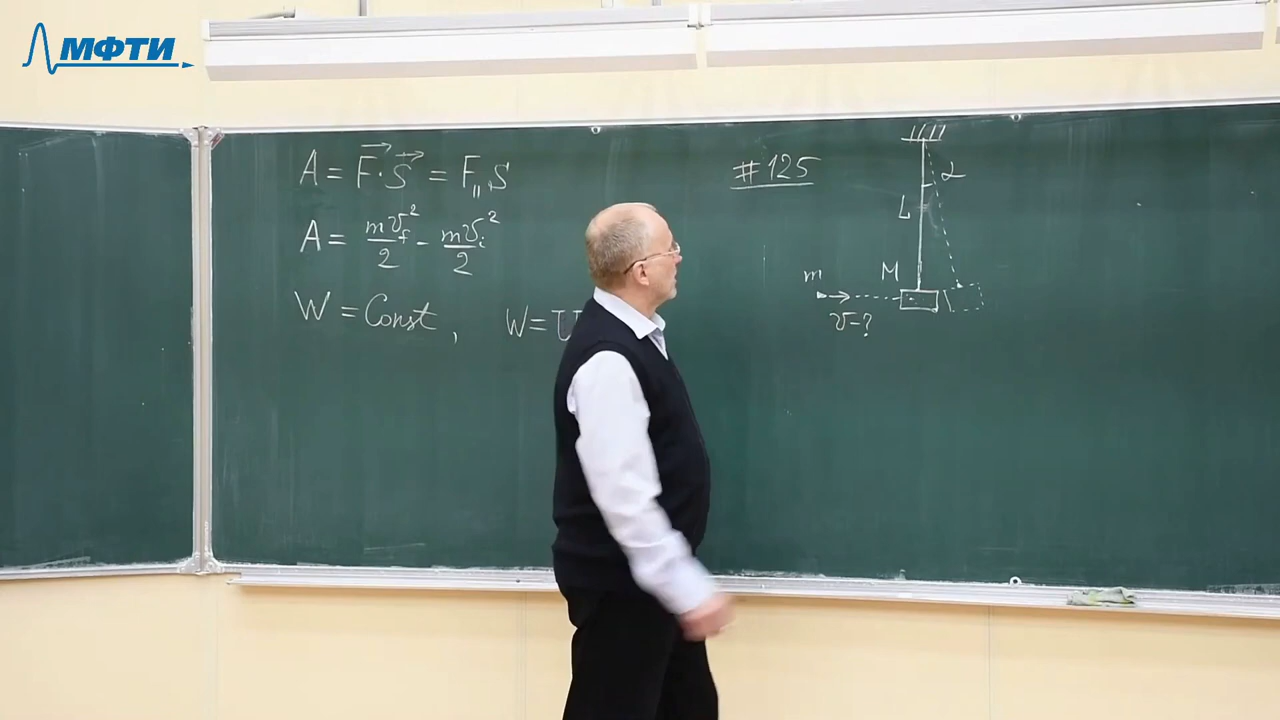 МФТИ
A = F⃗·S⃗ = F∥·S
A = mv_f²/2 - mv_i²/2
W = Const, W = U
#125
α
L
m
M
v-?